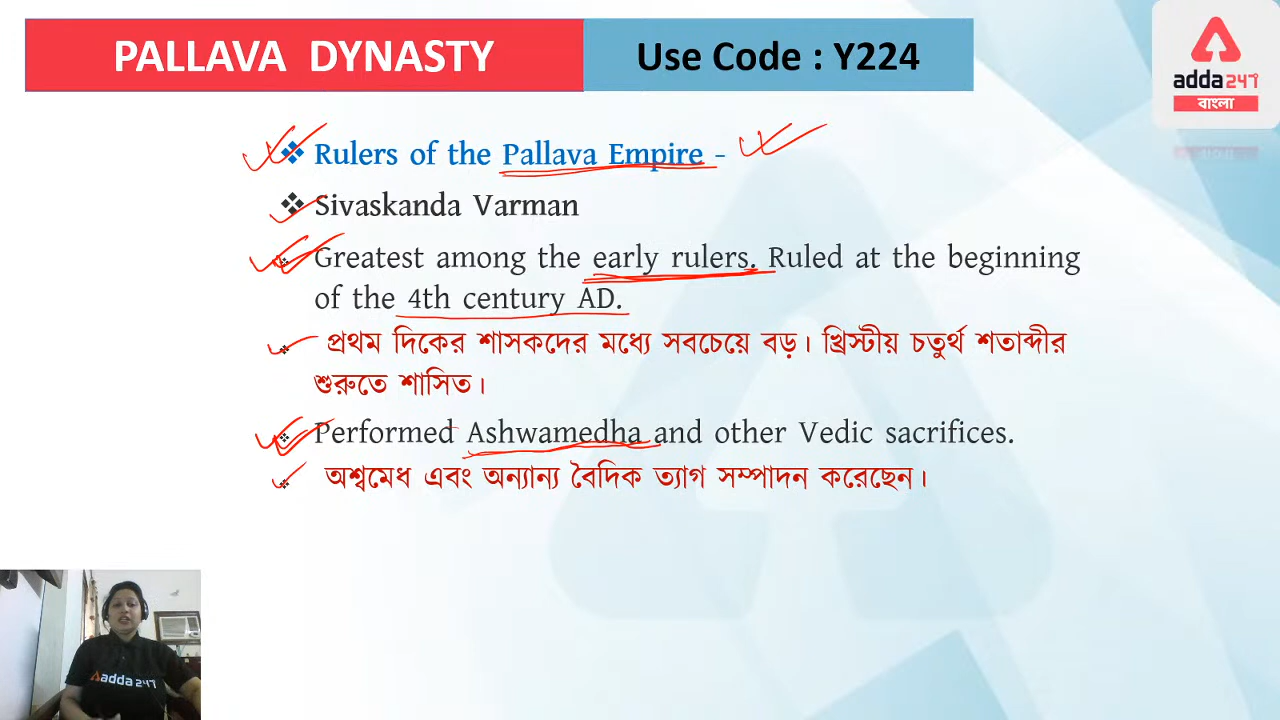 PALLAVA DYNASTY
Use Code : Y224
adda247
বাংলা
Rulers of the Pallava Empire -
Sivaskanda Varman
Greatest among the early rulers. Ruled at the beginning
of the 4th century AD.
প্রথম দিকের শাসকদের মধ্যে সবচেয়ে বড়। খ্রিস্টীয় চতুর্থ শতাব্দীর
শুরুতে শাসিত।
Performed Ashwamedha and other Vedic sacrifices.
অশ্বমেধ এবং অন্যান্য বৈদিক ত্যাগ সম্পাদন করেছেন।
adda247